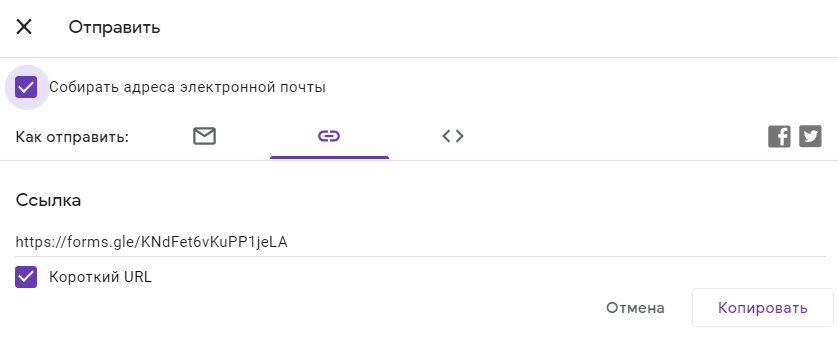 Отправить
Собирать адреса электронной почты
Как отправить:
Ссылка
https://forms.gle/KNdFet6vKuPP1jeLA
Короткий URL
Отмена
Копировать